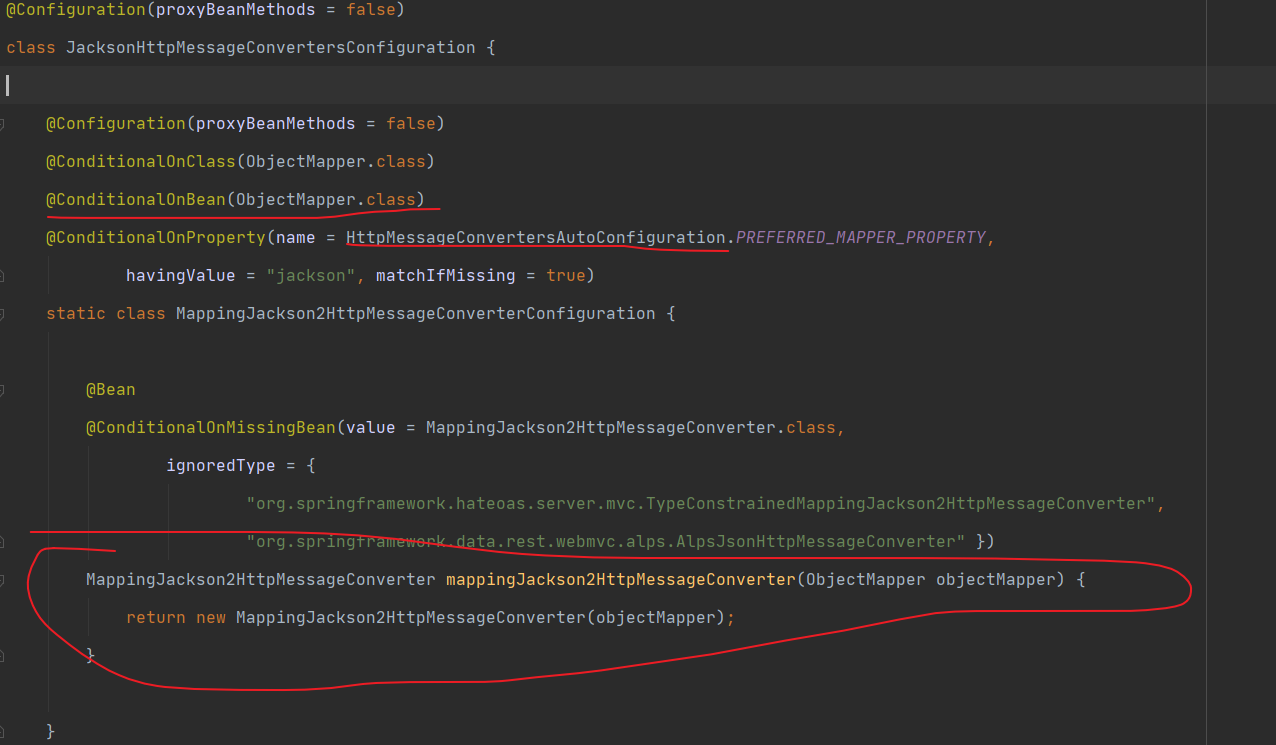 @Configuration(proxyBeanMethods = false)
class JacksonHttpMessageConvertersConfiguration {
@Configuration(proxyBeanMethods = false)
@ConditionalOnClass(ObjectMapper.class)
@ConditionalOnBean(ObjectMapper.class)
@ConditionalOnProperty(name = HttpMessageConvertersAutoConfiguration.PREFERRED_MAPPER_PROPERTY,
havingValue = "jackson", matchIfMissing = true)
static class MappingJackson2HttpMessageConverterConfiguration {
@Bean
@ConditionalOnMissingBean(value = MappingJackson2HttpMessageConverter.class,
ignoredType = {
"org.springframework.hateoas.server.mvc.TypeConstrainedMappingJackson2HttpMessageConverter",
"org.springframework.data.rest.webmvc.alps.AlpsJsonHttpMessageConverter" })
MappingJackson2HttpMessageConverter mappingJackson2HttpMessageConverter(ObjectMapper objectMapper) {
return new MappingJackson2HttpMessageConverter(objectMapper);
}
}